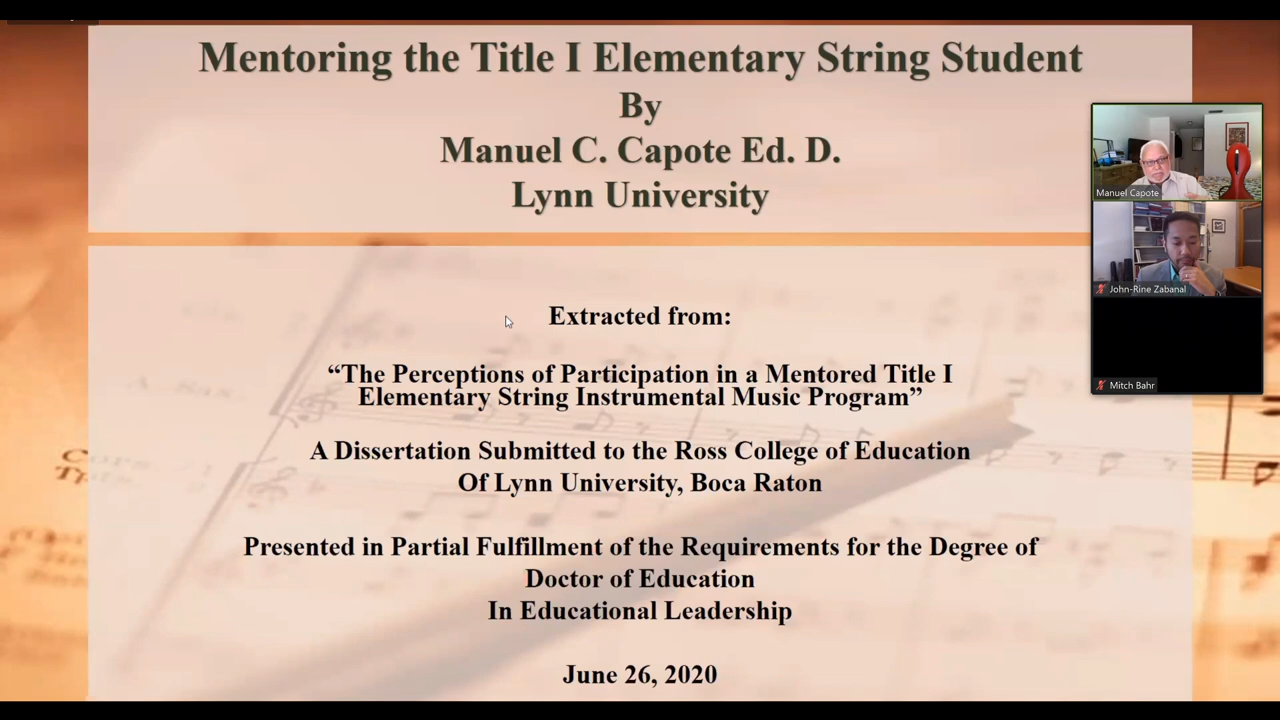 Mentoring the Title I Elementary String Student
By
Manuel C. Capote Ed. D.
Lynn University
Extracted from:
“The Perceptions of Participation in a Mentored Title I
Elementary String Instrumental Music Program”
A Dissertation Submitted to the Ross College of Education
Of Lynn University, Boca Raton
Presented in Partial Fulfillment of the Requirements for the Degree of
Doctor of Education
In Educational Leadership
June 26, 2020
Manuel Capote
John-Rine Zabanal
Mitch Bahr